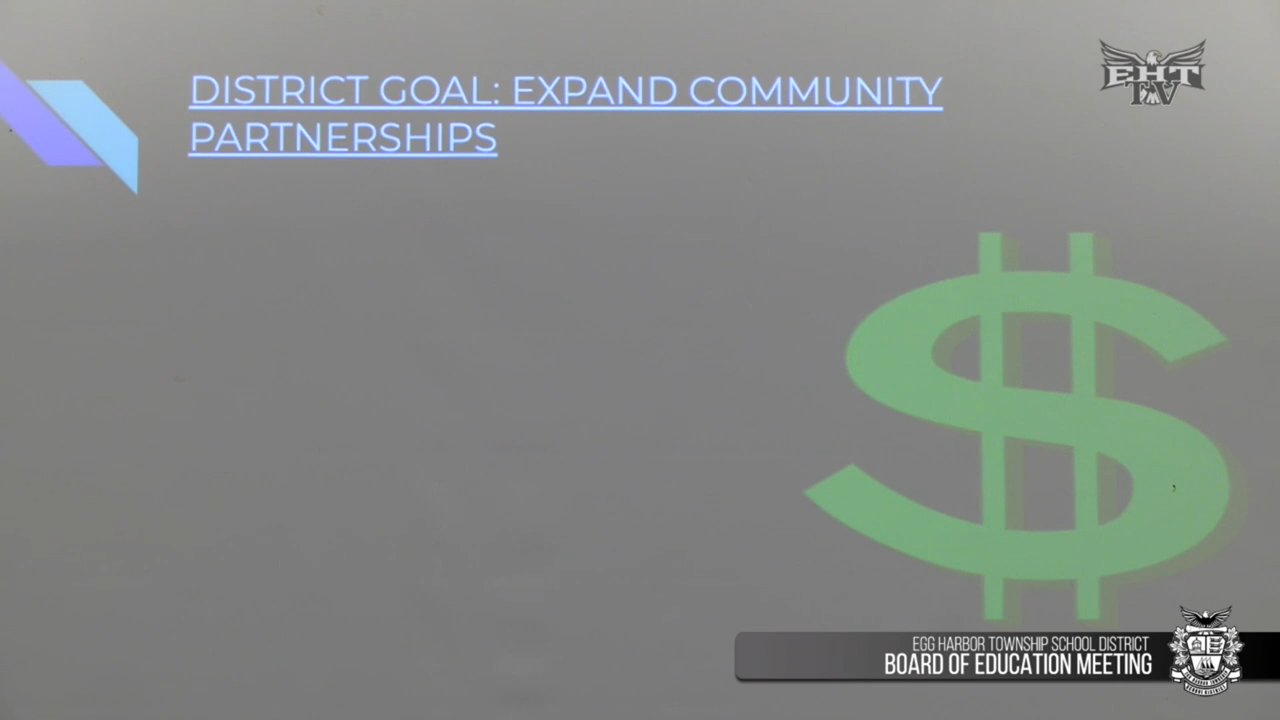 DISTRICT GOAL: EXPAND COMMUNITY
PARTNERSHIPS
EHT
TV
$
EGG HARBOR TOWNSHIP SCHOOL DISTRICT
BOARD OF EDUCATION MEETING